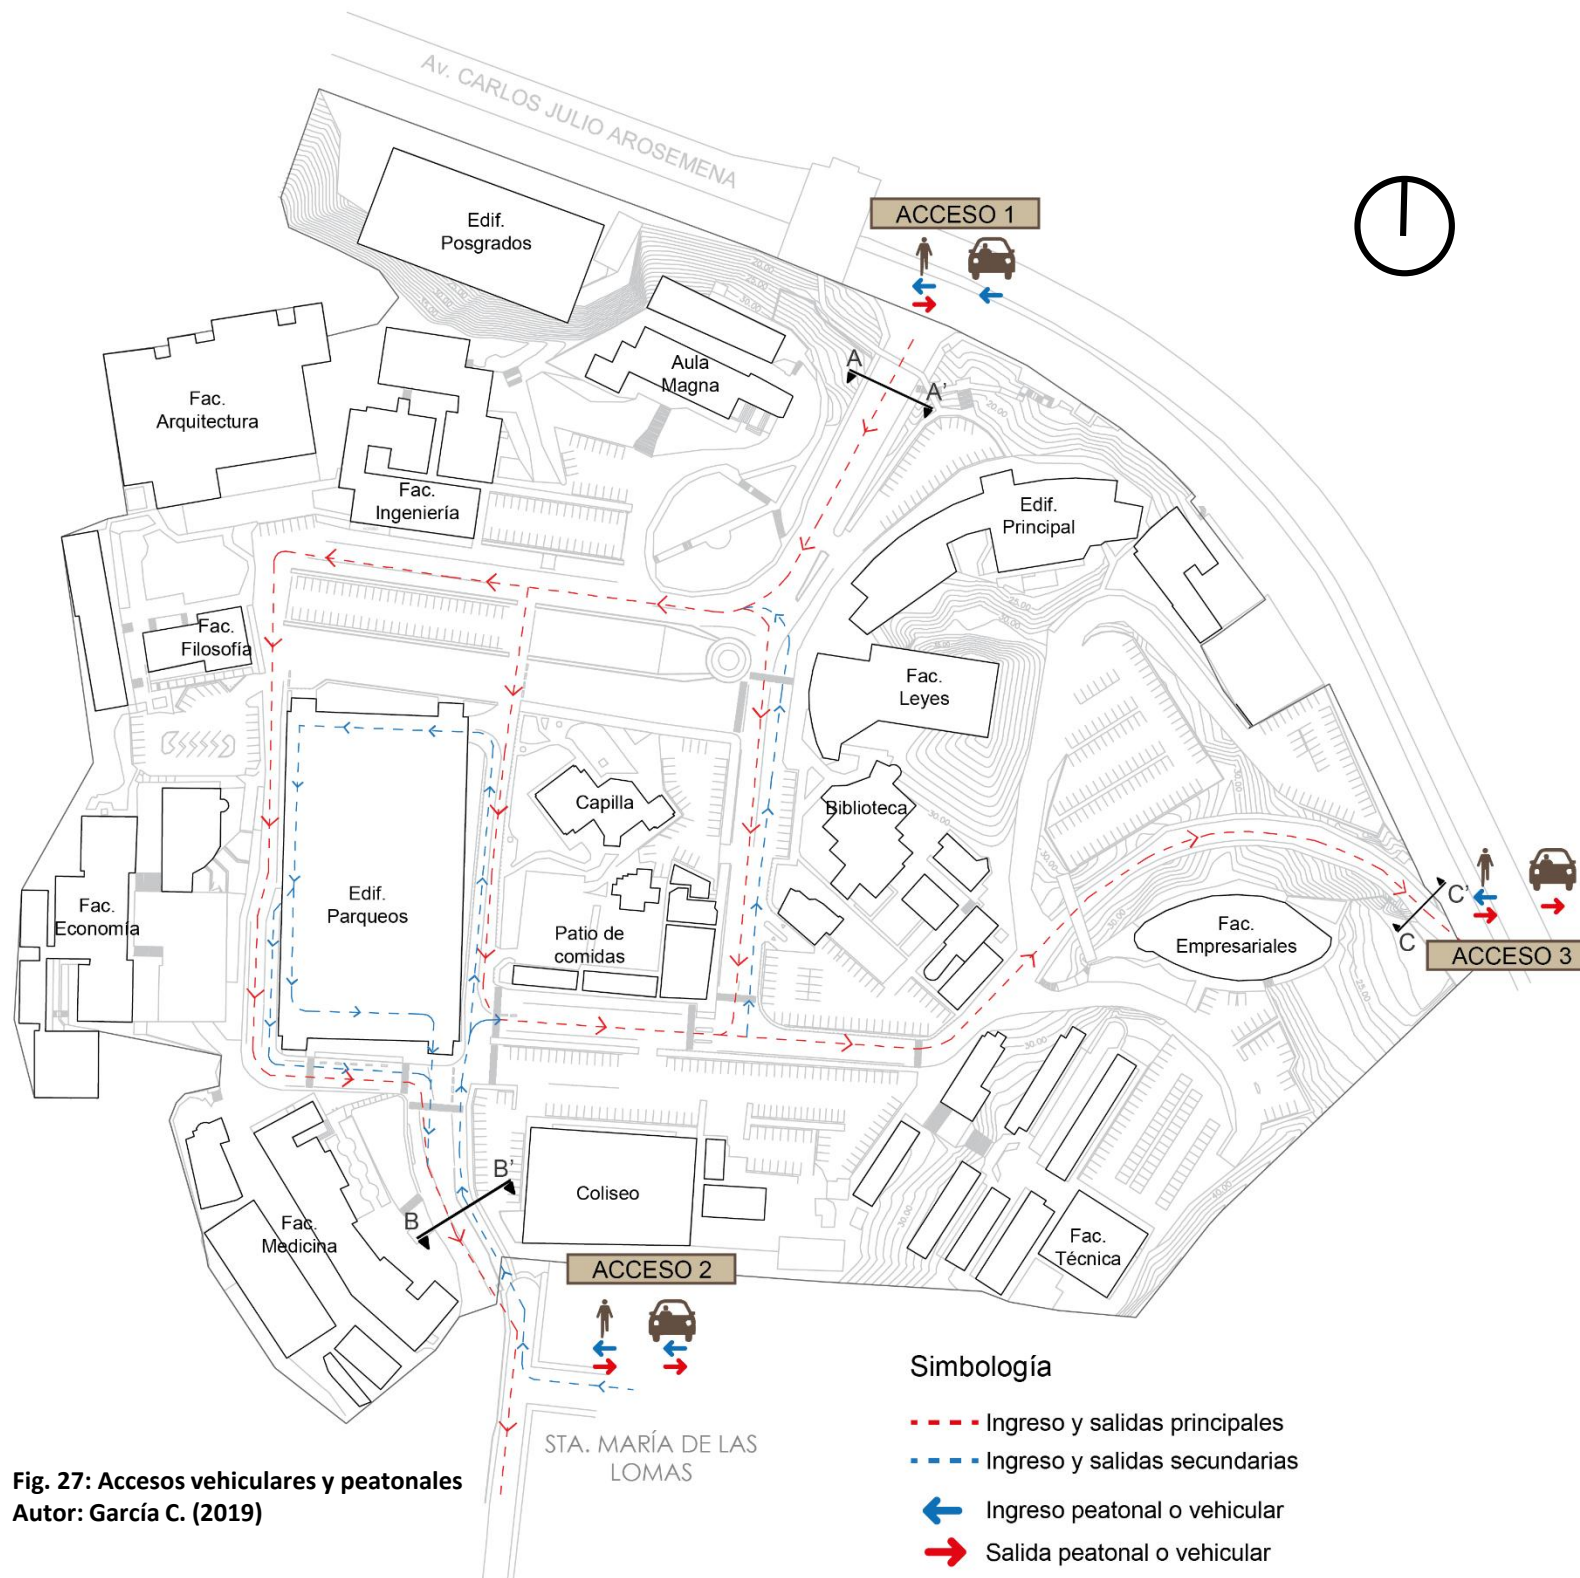 Av. CARLOS JULIO AROSEMENA
ACCESO 1
Edif.
Posgrados
Aula
Magna
A
A'
Fac.
Arquitectura
Fac.
Ingeniería
Edif.
Principal
Fac.
Filosofía
Fac.
Leyes
Capilla
Biblioteca
Edif.
Parqueos
Fac.
Economía
Patio de
comidas
Fac.
Empresariales
C'
C
ACCESO 3
B'
B
Coliseo
Fac.
Medicina
Fac.
Técnica
ACCESO 2
STA. MARÍA DE LAS
LOMAS
Simbología
Ingreso y salidas principales
Ingreso y salidas secundarias
Ingreso peatonal o vehicular
Salida peatonal o vehicular
Fig. 27: Accesos vehiculares y peatonales
Autor: García C. (2019)